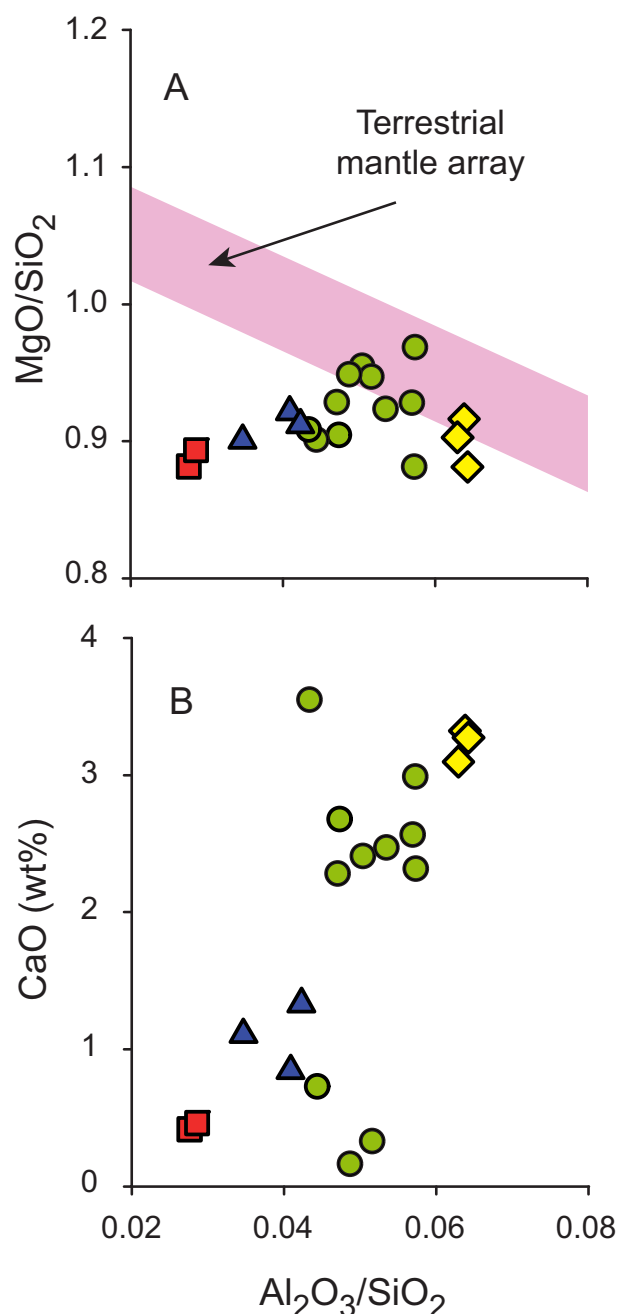 1.2
A
Terrestrial
mantle array
1.1
MgO/SiO₂
1.0
0.9
0.8
4
B
3
CaO (wt%)
2
1
0
0.02 0.04 0.06 0.08
Al₂O₃/SiO₂